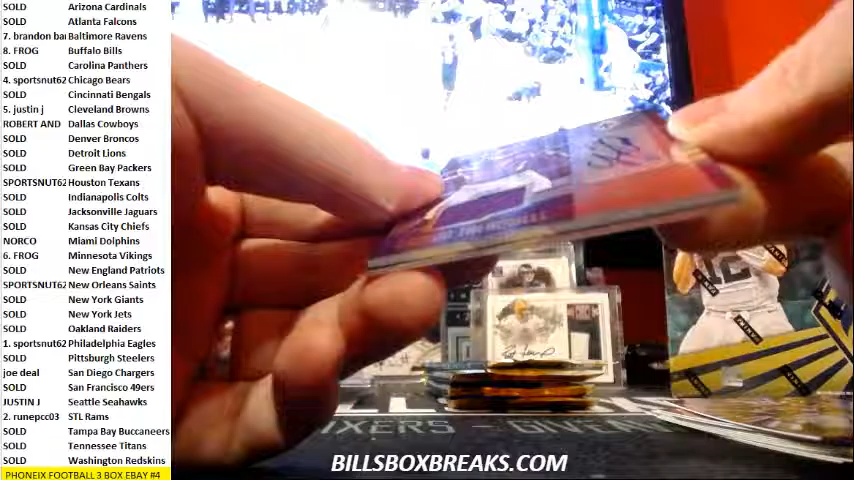 SOLD Arizona Cardinals
SOLD Atlanta Falcons
7. brandon bar Baltimore Ravens
8. FROG Buffalo Bills
SOLD Carolina Panthers
4. sportsnut62 Chicago Bears
SOLD Cincinnati Bengals
5. justin j Cleveland Browns
ROBERT AND Dallas Cowboys
SOLD Denver Broncos
SOLD Detroit Lions
SOLD Green Bay Packers
SPORTSNUT62 Houston Texans
SOLD Indianapolis Colts
SOLD Jacksonville Jaguars
SOLD Kansas City Chiefs
NORCO Miami Dolphins
6. FROG Minnesota Vikings
SOLD New England Patriots
SPORTSNUT62 New Orleans Saints
SOLD New York Giants
SOLD New York Jets
SOLD Oakland Raiders
1. sportsnut62 Philadelphia Eagles
SOLD Pittsburgh Steelers
joe deal San Diego Chargers
SOLD San Francisco 49ers
JUSTIN J Seattle Seahawks
2. runepcc03 STL Rams
SOLD Tampa Bay Buccaneers
SOLD Tennessee Titans
SOLD Washington Redskins
PHONEIX FOOTBALL 3 BOX EBAY #4
12
PANINI
IXERS - GIVEAW
BILLSBOXBREAKS.COM